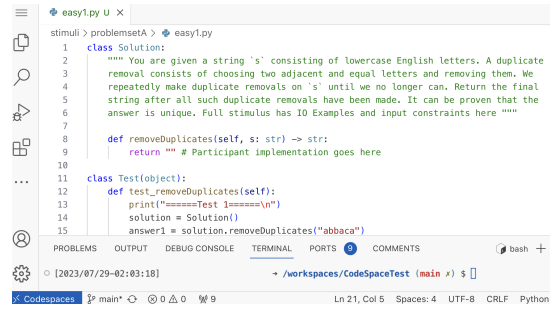 easy1.py U ×
stimuli > problemsetA > easy1.py
1 class Solution:
2 """ You are given a string `s` consisting of lowercase English letters. A duplicate
3 removal consists of choosing two adjacent and equal letters and removing them. We
4 repeatedly make duplicate removals on `s` until we no longer can. Return the final
5 string after all such duplicate removals have been made. It can be proven that the
6 answer is unique. Full stimulus has IO Examples and input constraints here """
7
8 def removeDuplicates(self, s: str) -> str:
9 return "" # Participant implementation goes here
10
11 class Test(object):
12 def test_removeDuplicates(self):
13 print("======Test 1======\n")
14 solution = Solution()
15 answer1 = solution.removeDuplicates("abbaca")
PROBLEMS OUTPUT DEBUG CONSOLE TERMINAL PORTS 9 COMMENTS bash +
[2023/07/29-02:03:18] → /workspaces/CodeSpaceTest (main ✗) $
Codespaces main* 0 0 9 Ln 21, Col 5 Spaces: 4 UTF-8 CRLF Python